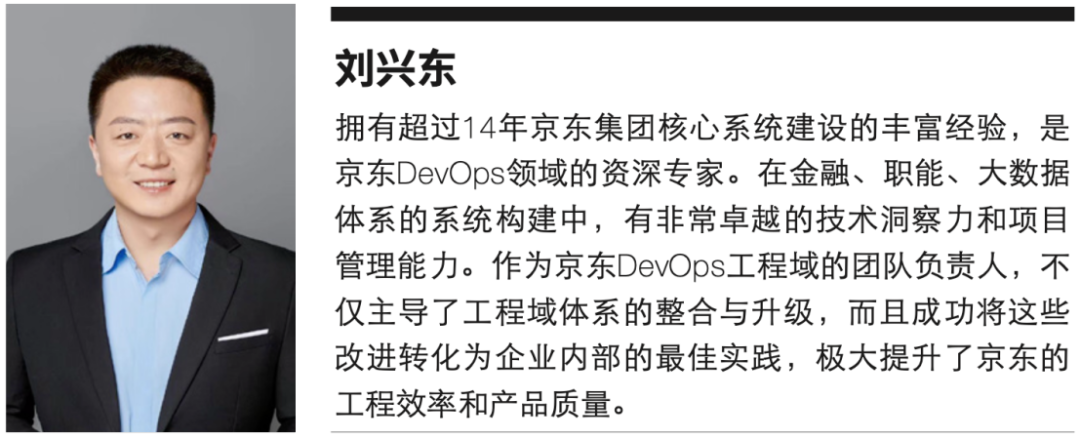 刘兴东
拥有超过14年京东集团核心系统建设的丰富经验，是
京东DevOps领域的资深专家。在金融、职能、大数据
体系的系统构建中，有非常卓越的技术洞察力和项目
管理能力。作为京东DevOps工程域的团队负责人，不
仅主导了工程域体系的整合与升级，而且成功将这些
改进转化为企业内部的最佳实践，极大提升了京东的
工程效率和产品质量。